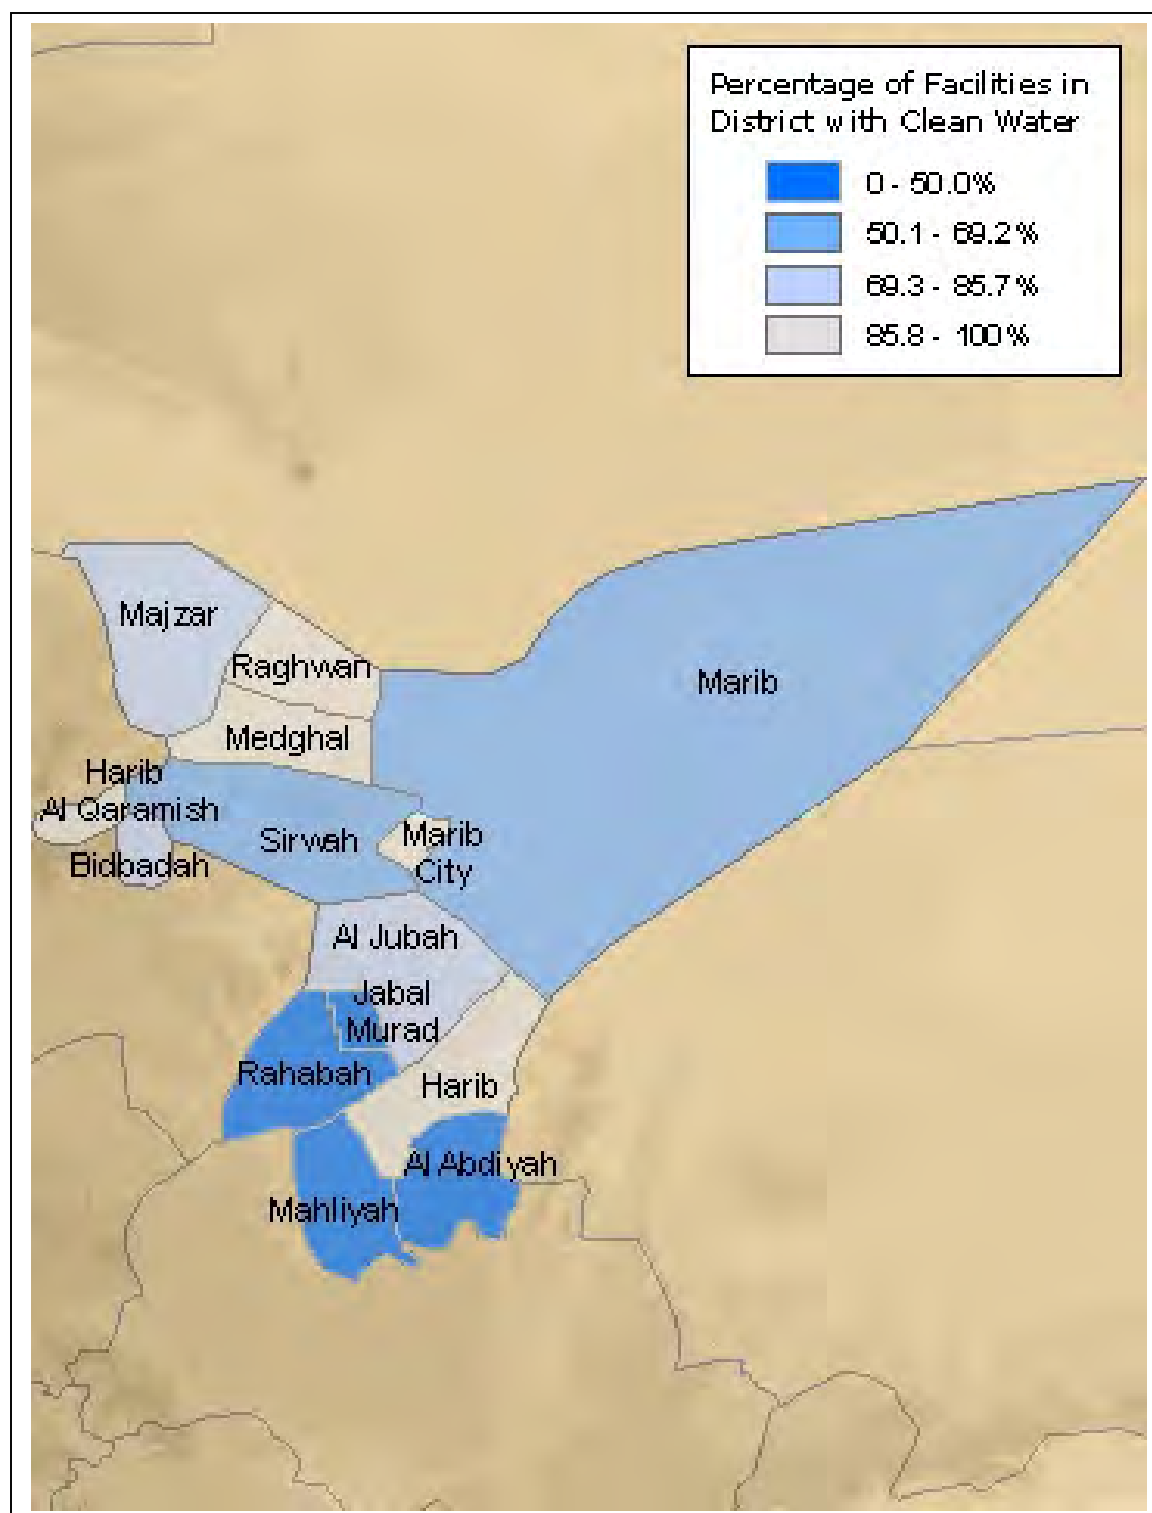 Percentage of Facilities in
District with Clean Water
0 - 50.0%
50.1 - 69.2%
69.3 - 85.7%
85.8 - 100%
Majzar
Raghwan
Marib
Medghal
Harib
Al Qaramish
Sirwah
Marib
City
Bidbadah
Al Jubah
Jabal
Murad
Rahabah
Harib
Al Abdiyah
Mahliyah